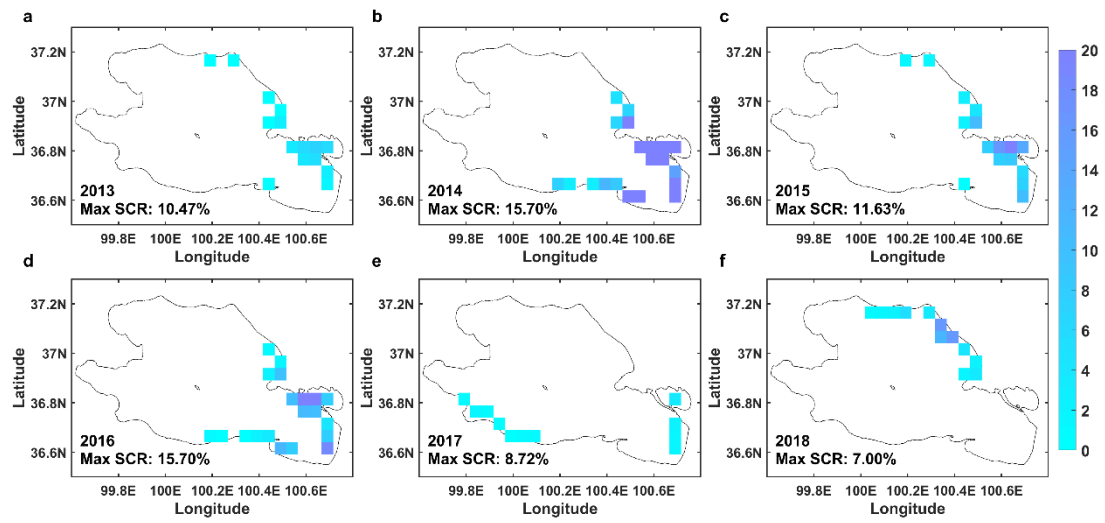 a
b
c
37.2N
37N
36.8N
36.6N
Latitude
2013
Max SCR: 10.47%
99.8E 100E 100.2E 100.4E 100.6E
Longitude
37.2N
37N
36.8N
36.6N
Latitude
2014
Max SCR: 15.70%
99.8E 100E 100.2E 100.4E 100.6E
Longitude
37.2N
37N
36.8N
36.6N
Latitude
2015
Max SCR: 11.63%
99.8E 100E 100.2E 100.4E 100.6E
Longitude
d
e
f
37.2N
37N
36.8N
36.6N
Latitude
2016
Max SCR: 15.70%
99.8E 100E 100.2E 100.4E 100.6E
Longitude
37.2N
37N
36.8N
36.6N
Latitude
2017
Max SCR: 8.72%
99.8E 100E 100.2E 100.4E 100.6E
Longitude
37.2N
37N
36.8N
36.6N
Latitude
2018
Max SCR: 7.00%
99.8E 100E 100.2E 100.4E 100.6E
Longitude
20
18
16
14
12
10
8
6
4
2
0